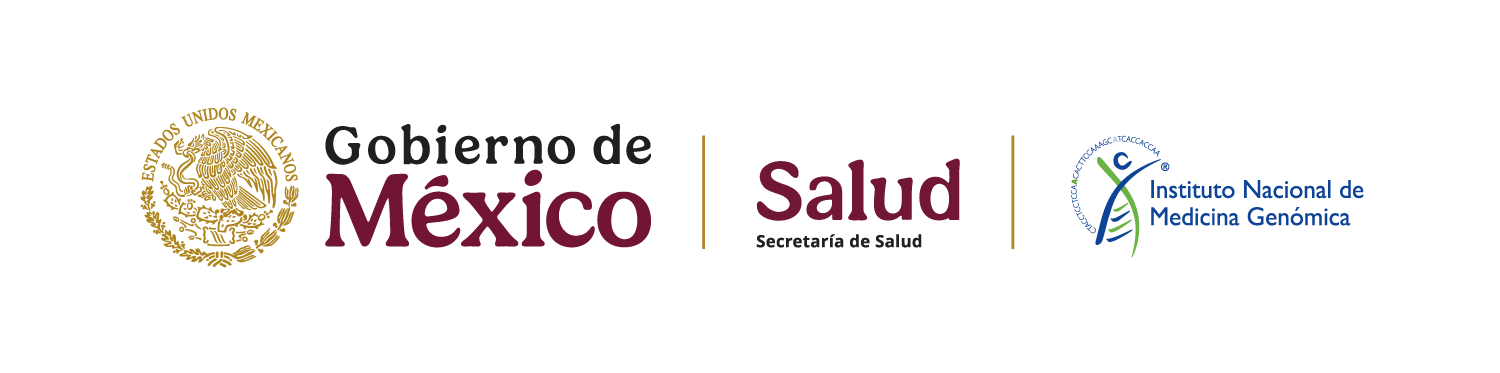 ESTADOS UNIDOS MEXICANOS
Gobierno de
México
Salud
Secretaría de Salud
®
Instituto Nacional de
Medicina Genómica